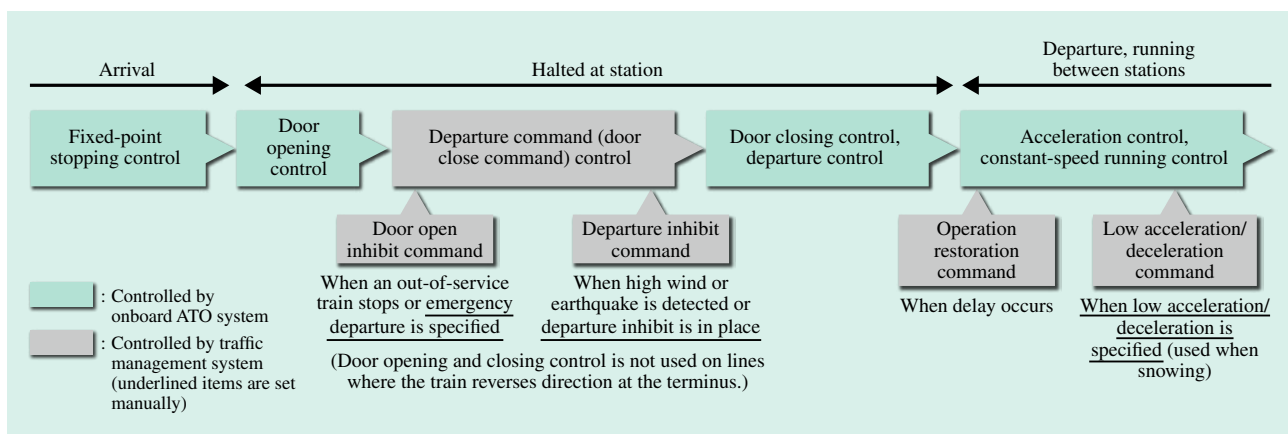 Arrival
Halted at station
Departure, running
between stations
Fixed-point
stopping control
Door
opening
control
Departure command (door
close command) control
Door closing control,
departure control
Acceleration control,
constant-speed running control
Door open
inhibit command
Departure inhibit
command
Operation
restoration
command
Low acceleration/
deceleration
command
When an out-of-service
train stops or emergency
departure is specified
When high wind or
earthquake is detected or
departure inhibit is in place
When delay occurs
When low acceleration/
deceleration is
specified (used when
snowing)
(Door opening and closing control is not used on lines
where the train reverses direction at the terminus.)
: Controlled by
onboard ATO system
: Controlled by traffic
management system
(underlined items are set
manually)